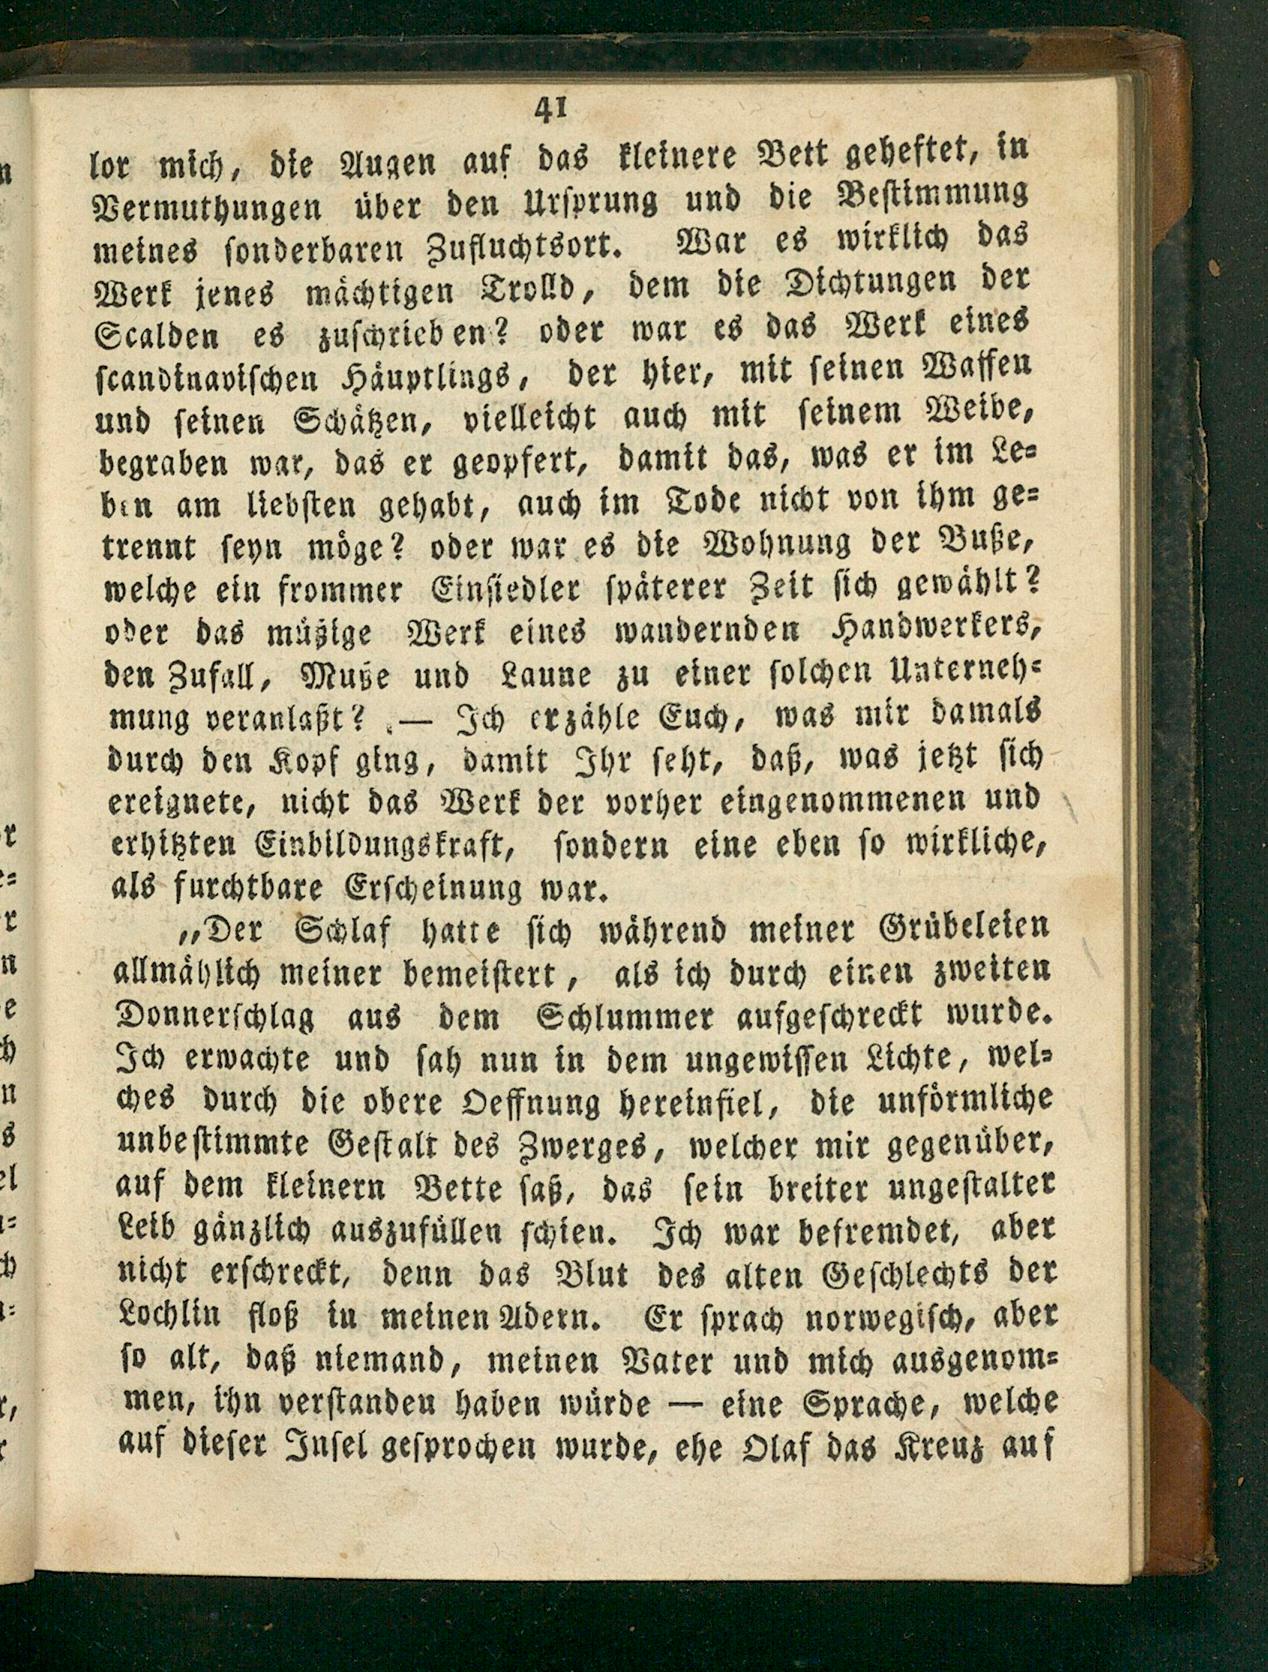 41
lor mich, die Augen auf das kleinere Bett geheftet, in
Vermuthungen über den Ursprung und die Bestimmung
meines sonderbaren Zufluchtsort. War es wirklich das
Werk jenes mächtigen Trolld, dem die Dichtungen der
Scalden es zuschrieben? oder war es das Werk eines
scandinavischen Häuptlings, der hier, mit seinen Waffen
und seinen Schätzen, vielleicht auch mit seinem Weibe,
begraben war, das er geopfert, damit das, was er im Le-
ben am liebsten gehabt, auch im Tode nicht von ihm ge-
trennt seyn möge? oder war es die Wohnung der Buße,
welche ein frommer Einsiedler späterer Zeit sich gewählt?
oder das müßige Werk eines wandernden Handwerkers,
den Zufall, Muße und Laune zu einer solchen Unterneh-
mung veranlaßt? — Ich erzähle Euch, was mir damals
durch den Kopf ging, damit Ihr seht, daß, was jetzt sich
ereignete, nicht das Werk der vorher eingenommenen und
erhitzten Einbildungskraft, sondern eine eben so wirkliche,
als furchtbare Erscheinung war.
„Der Schlaf hatte sich während meiner Grübeleien
allmählich meiner bemeistert, als ich durch einen zweiten
Donnerschlag aus dem Schlummer aufgeschreckt wurde.
Ich erwachte und sah nun in dem ungewissen Lichte, wel-
ches durch die obere Oeffnung hereinfiel, die unförmliche
unbestimmte Gestalt des Zwerges, welcher mir gegenüber,
auf dem kleinern Bette saß, das sein breiter ungestalter
Leib gänzlich auszufüllen schien. Ich war befremdet, aber
nicht erschreckt, denn das Blut des alten Geschlechts der
Lochlin floß in meinen Adern. Er sprach norwegisch, aber
so alt, daß niemand, meinen Vater und mich ausgenom-
men, ihn verstanden haben würde — eine Sprache, welche
auf dieser Insel gesprochen wurde, ehe Olaf das Kreuz auf